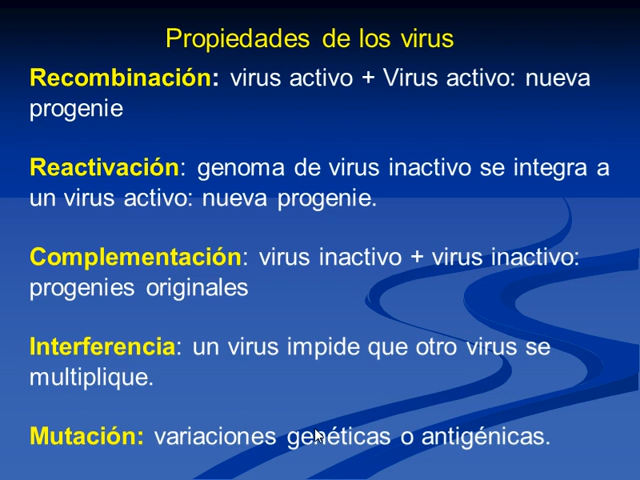 Propiedades de los virus
Recombinación: virus activo + Virus activo: nueva
progenie
Reactivación: genoma de virus inactivo se integra a
un virus activo: nueva progenie.
Complementación: virus inactivo + virus inactivo:
progenies originales
Interferencia: un virus impide que otro virus se
multiplique.
Mutación: variaciones genéticas o antigénicas.